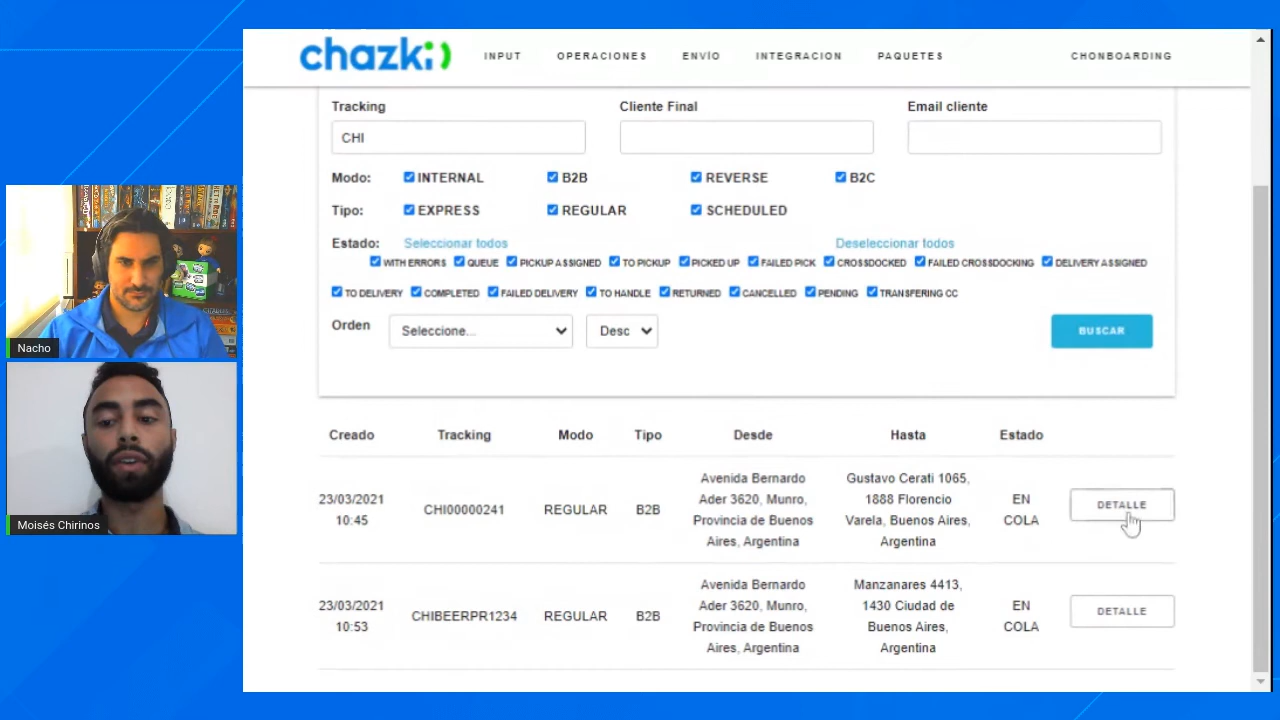 chazki
INPUT
OPERACIONES
ENVÍO
INTEGRACION
PAQUETES
CHONBOARDING
Tracking
Cliente Final
Email cliente
CHI
Modo:
INTERNAL
B2B
REVERSE
B2C
Tipo:
EXPRESS
REGULAR
SCHEDULED
Estado:
Seleccionar todos
Deseleccionar todos
WITH ERRORS
QUEUE
PICKUP ASSIGNED
TO PICKUP
PICKED UP
FAILED PICK
CROSSDOCKED
FAILED CROSSDOCKING
DELIVERY ASSIGNED
TO DELIVERY
COMPLETED
FAILED DELIVERY
TO HANDLE
RETURNED
CANCELLED
PENDING
TRANSFERING CC
Orden
Seleccione...
Desc
BUSCAR
Creado
Tracking
Modo
Tipo
Desde
Hasta
Estado
23/03/2021
10:45
CHI00000241
REGULAR
B2B
Avenida Bernardo
Ader 3620, Munro,
Provincia de Buenos
Aires, Argentina
Gustavo Cerati 1065,
1888 Florencio
Varela, Buenos Aires,
Argentina
EN
COLA
DETALLE
23/03/2021
10:53
CHIBEERPR1234
REGULAR
B2B
Avenida Bernardo
Ader 3620, Munro,
Provincia de Buenos
Aires, Argentina
Manzanares 4413,
1430 Ciudad de
Buenos Aires,
Argentina
EN
COLA
DETALLE
Nacho
Moisés Chirinos